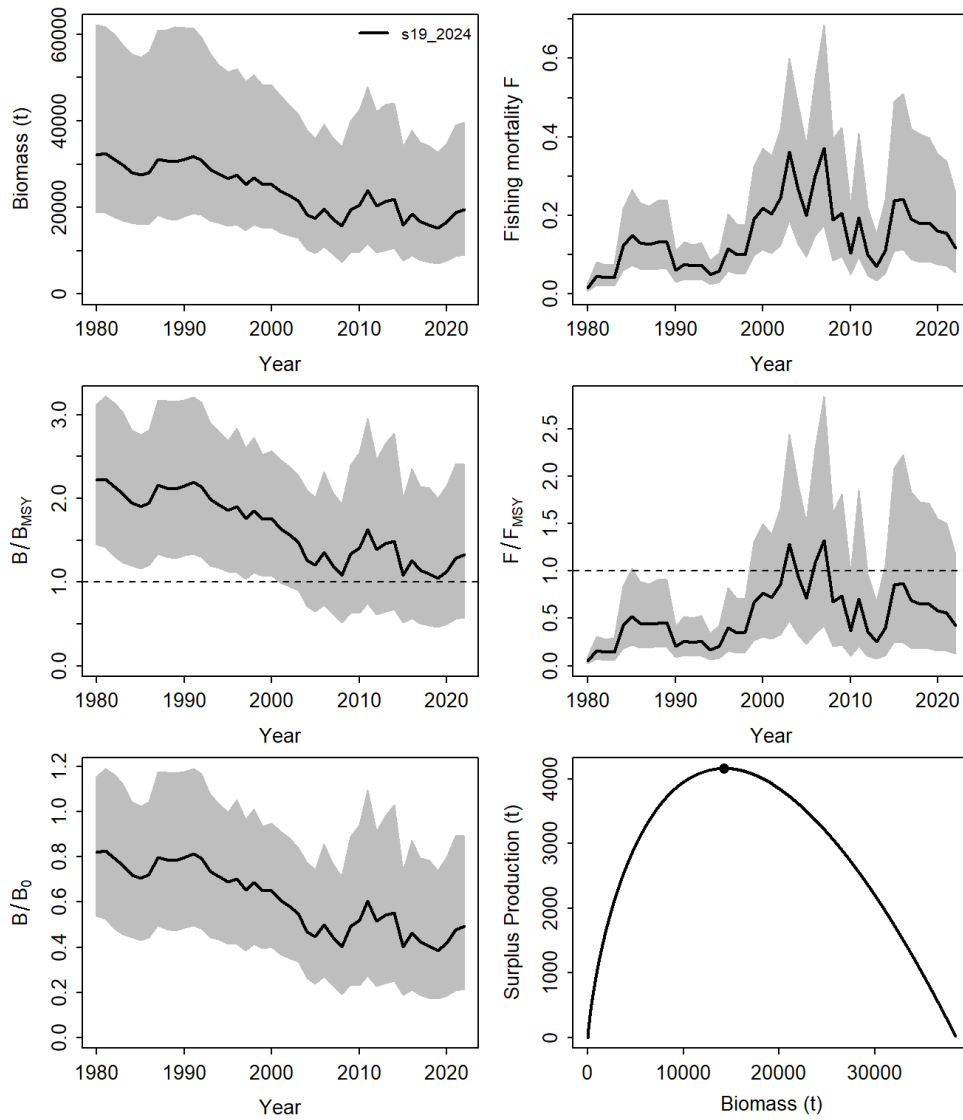 s19_2024
Biomass (t)
0 20000 40000 60000
1980 1990 2000 2010 2020
Year
Fishing mortality F
0.0 0.2 0.4 0.6
1980 1990 2000 2010 2020
Year
B/BMSY
0.0 1.0 2.0 3.0
1980 1990 2000 2010 2020
Year
F/FMSY
0.0 0.5 1.0 1.5 2.0 2.5
1980 1990 2000 2010 2020
Year
B/B0
0.0 0.2 0.4 0.6 0.8 1.0 1.2
1980 1990 2000 2010 2020
Year
Surplus Production (t)
0 1000 2000 3000 4000
0 10000 20000 30000
Biomass (t)